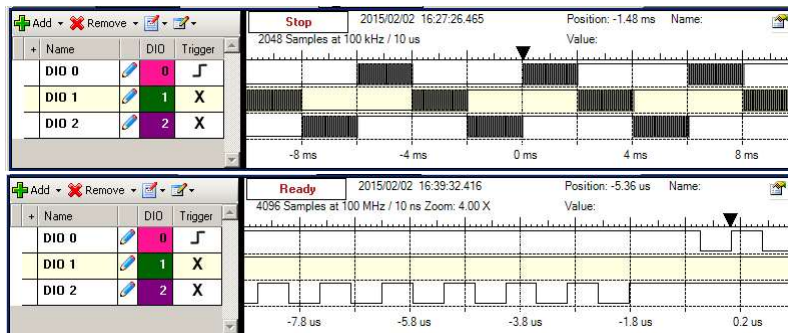 Add Remove Stop 2015/02/02 16:27:26.465 Position: -1.48 ms Name:
+ Name DIO Trigger 2048 Samples at 100 kHz / 10 us Value:
DIO 0 0
DIO 1 1 X
DIO 2 2 X
-8 ms -4 ms 0 ms 4 ms 8 ms
Add Remove Ready 2015/02/02 16:39:32.416 Position: -5.36 us Name:
+ Name DIO Trigger 4096 Samples at 100 MHz / 10 ns Zoom: 4.00 X Value:
DIO 0 0
DIO 1 1 X
DIO 2 2 X
-7.8 us -5.8 us -3.8 us -1.8 us 0.2 us